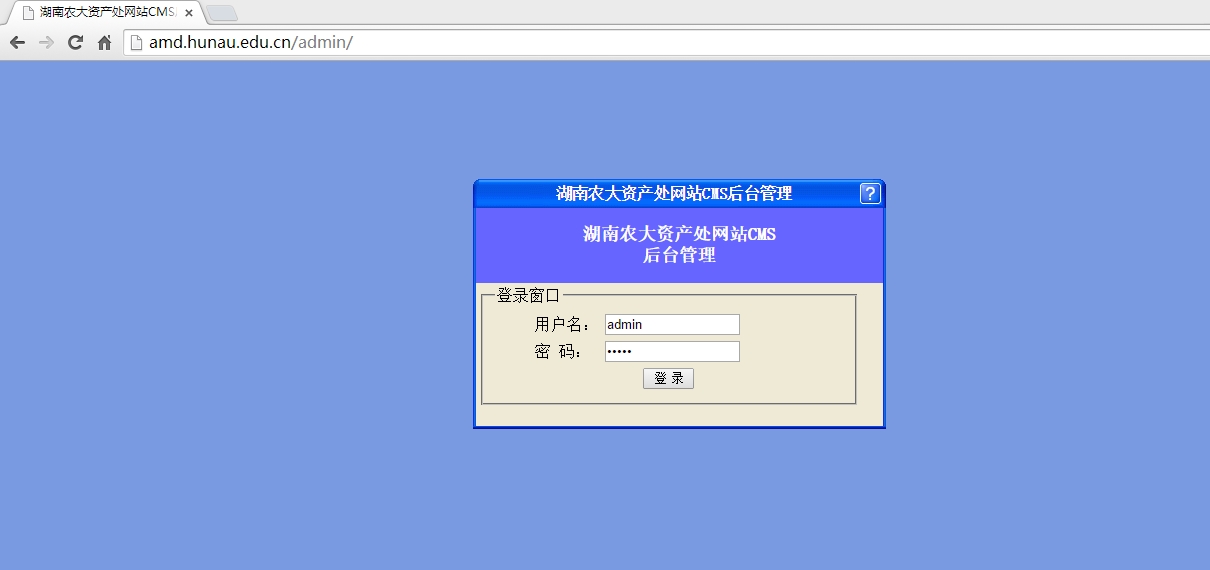 湖南农大资产处网站CMS
amd.hunau.edu.cn/admin/
湖南农大资产处网站CMS后台管理
湖南农大资产处网站CMS
后台管理
登录窗口
用户名： admin
密 码： •••••
登 录